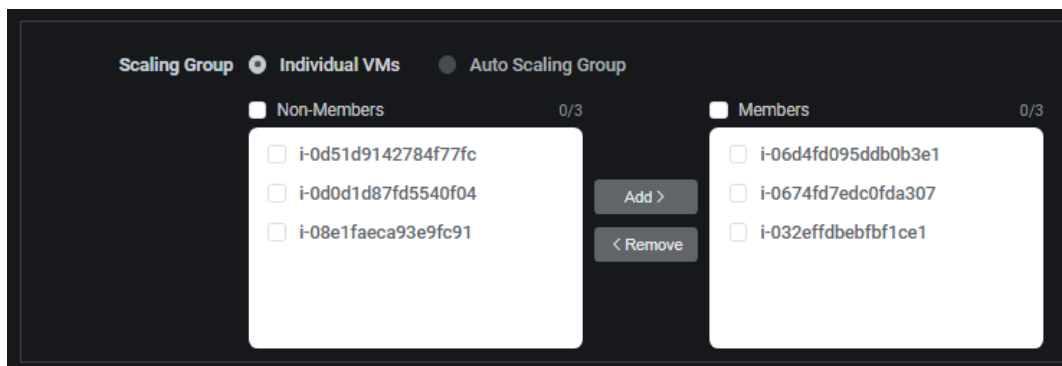 Scaling Group Individual VMs Auto Scaling Group
Non-Members 0/3
i-0d51d9142784f77fc
i-0d0d1d87fd5540f04
i-08e1faeca93e9fc91
Add >
< Remove
Members 0/3
i-06d4fd095ddb0b3e1
i-0674fd7edc0fda307
i-032effdbebfbf1ce1